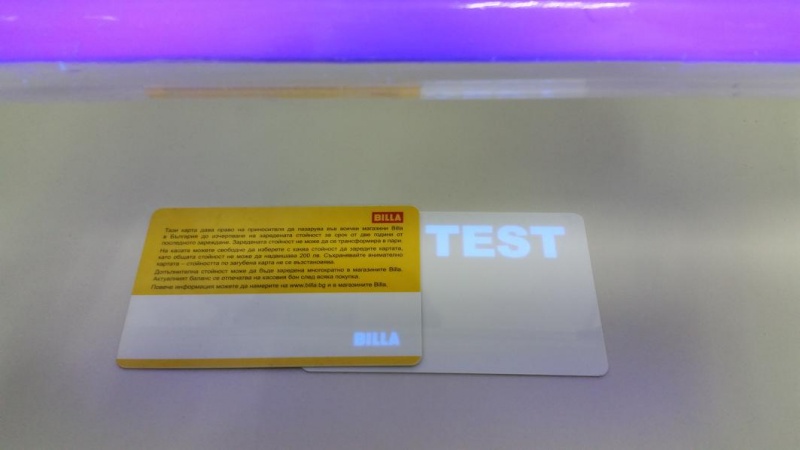 BILLA
Тази карта дава право на приносителя да пазарува във всички магазини Billa
в България до изчерпване на заредената стойност за срок от две години от
последното зареждане. Заредената стойност не може да се трансформира в пари.
На касата можете свободно да изберете с каква стойност да заредите картата,
като общата стойност не може да надвишава 200 лв. Съхранявайте внимателно
картата – стойността по загубена карта не се възстановява.
Допълнителна стойност може да бъде заредена многократно в магазините Billa.
Актуалният баланс се отпечатва на касовия бон след всяка покупка.
Повече информация можете да намерите на www.billa.bg и в магазините Billa.
BILLA
TEST